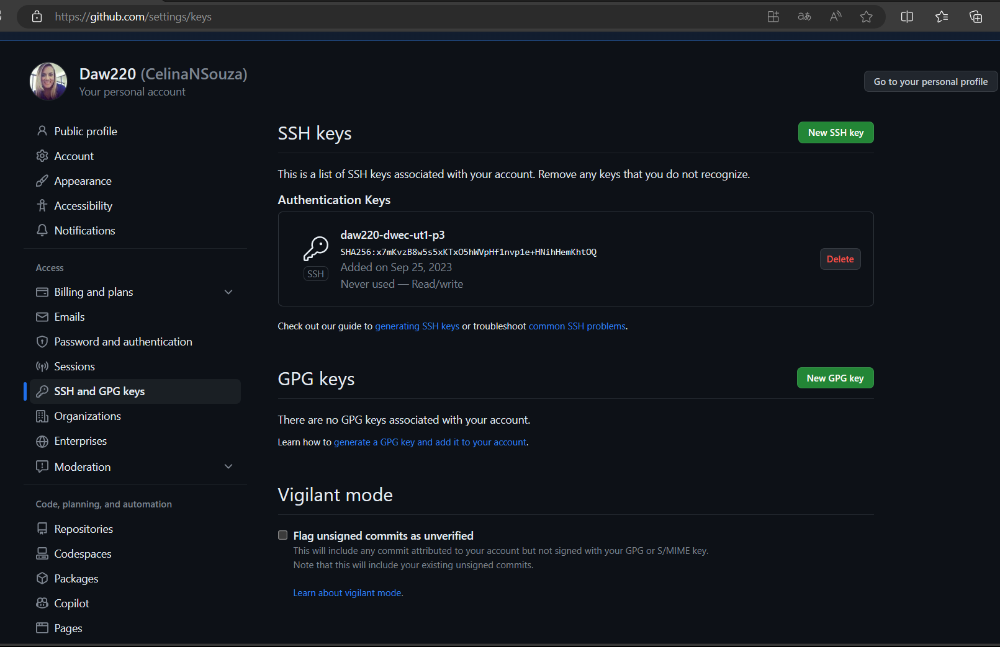 https://github.com/settings/keys
Daw220 (CelinaNSouza)
Your personal account
Go to your personal profile
Public profile
Account
Appearance
Accessibility
Notifications
Access
Billing and plans
Emails
Password and authentication
Sessions
SSH and GPG keys
Organizations
Enterprises
Moderation
Code, planning, and automation
Repositories
Codespaces
Packages
Copilot
Pages
SSH keys
New SSH key
This is a list of SSH keys associated with your account. Remove any keys that you do not recognize.
Authentication Keys
daw220-dwec-ut1-p3
SHA256:x7mKvzB8w5s5xKTxO5hWVpHf1nvp1e+HNihHemKhtOQ
Added on Sep 25, 2023
Never used — Read/write
SSH
Delete
Check out our guide to generating SSH keys or troubleshoot common SSH problems.
GPG keys
New GPG key
There are no GPG keys associated with your account.
Learn how to generate a GPG key and add it to your account.
Vigilant mode
Flag unsigned commits as unverified
This will include any commit attributed to your account but not signed with your GPG or S/MIME key.
Note that this will include your existing unsigned commits.
Learn about vigilant mode.